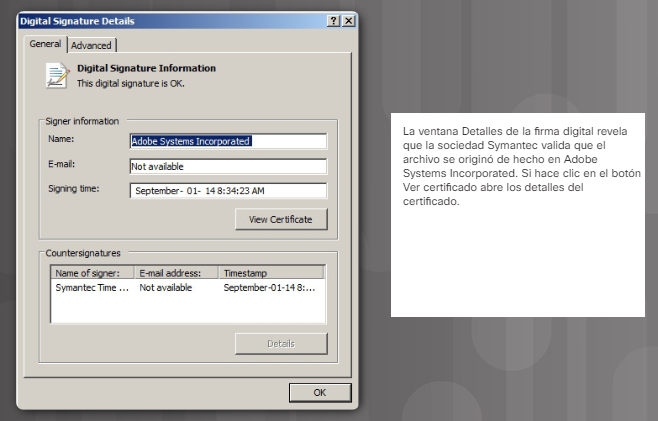 Digital Signature Details
General Advanced
Digital Signature Information
This digital signature is OK.
Signer information
Name: Adobe Systems Incorporated
E-mail: Not available
Signing time: September- 01- 14 8:34:23 AM
View Certificate
Countersignatures
Name of signer: E-mail address: Timestamp
Symantec Time ... Not available September-01-14 8:...
Details
OK
La ventana Detalles de la firma digital revela
que la sociedad Symantec valida que el
archivo se originó de hecho en Adobe
Systems Incorporated. Si hace clic en el botón
Ver certificado abre los detalles del
certificado.